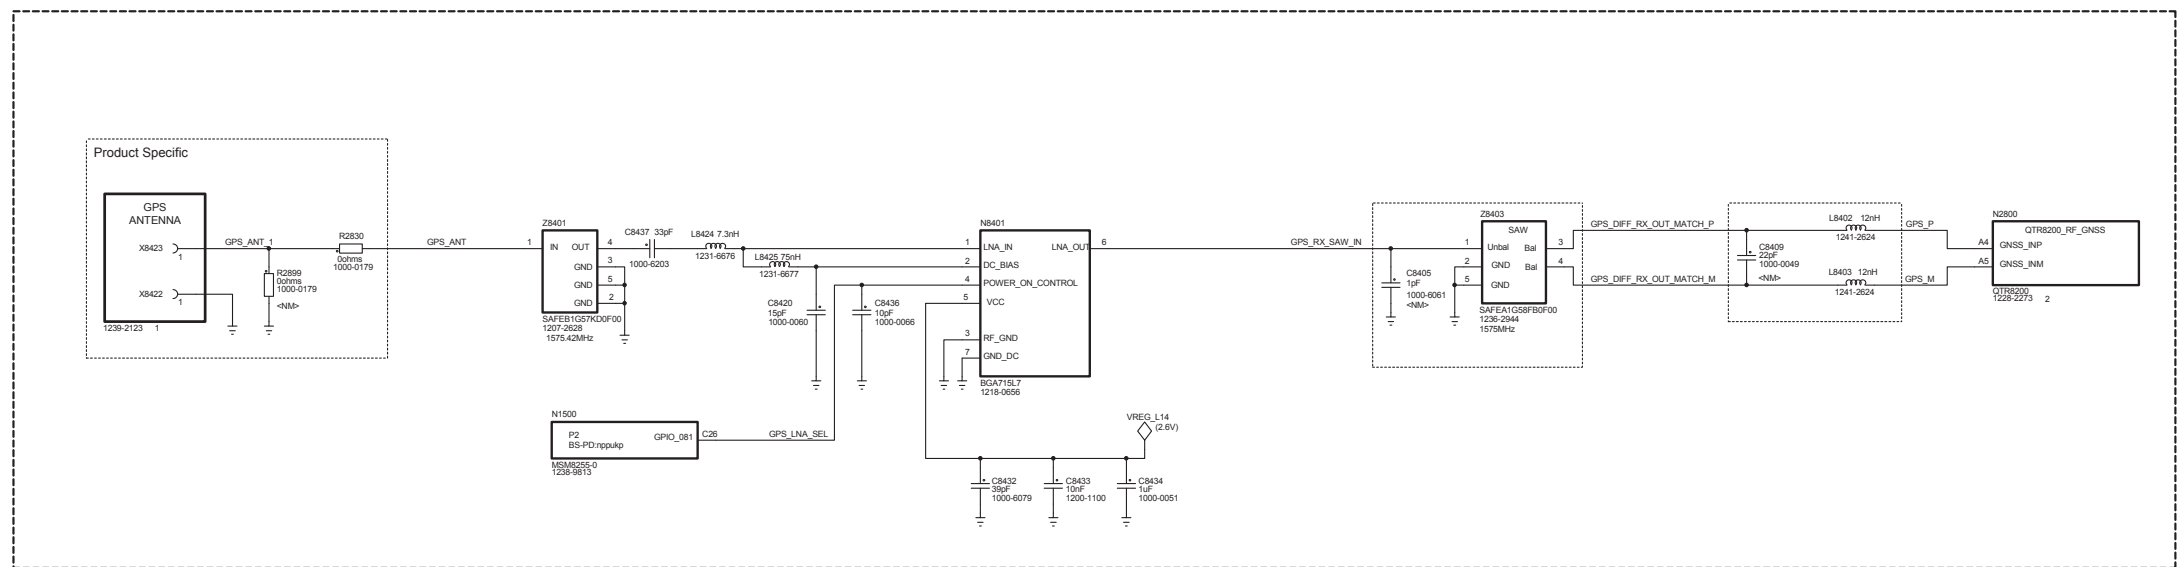 Product Specific
GPS
ANTENNA
X8423
1
X8422
1
1239-2123 1
GPS_ANT_1
R2899
0ohms
1000-0179
<NM>
R2830
0ohms
1000-0179
GPS_ANT
Z8401
1 IN OUT 4
GND 3
GND 5
GND 2
SAFEB1G57KD0F00
1207-2628
1575.42MHz
C8437 33pF
1000-6203
L8424 7.3nH
1231-6676
L8425 75nH
1231-6677
C8420
15pF
1000-0060
C8436
10pF
1000-0066
N8401
1 LNA_IN LNA_OUT 6
2 DC_BIAS
4 POWER_ON_CONTROL
5 VCC
3 RF_GND
7 GND_DC
BGA715L7
1218-0656
N1500
P2
BS-PD:nppukp
GPIO_081 C26
GPS_LNA_SEL
MSM8255-0
1238-9813
VREG_L14
(2.6V)
C8432
39pF
1000-6079
C8433
10nF
1200-1100
C8434
1uF
1000-0051
GPS_RX_SAW_IN
C8405
1pF
1000-6061
<NM>
Z8403
SAW
1 Unbal Bal 3
2 GND Bal 4
5 GND
SAFEA1G58FB0F00
1236-2944
1575MHz
GPS_DIFF_RX_OUT_MATCH_P
GPS_DIFF_RX_OUT_MATCH_M
C8409
22pF
1000-0049
<NM>
L8402 12nH
1241-2624
L8403 12nH
1241-2624
GPS_P
GPS_M
N2800
QTR8200_RF_GNSS
A4 GNSS_INP
A5 GNSS_INM
QTR8200
1228-2273 2